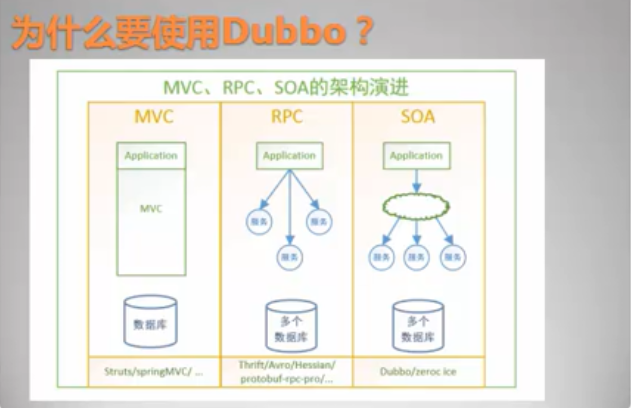 为什么要使用Dubbo？
MVC、RPC、SOA的架构演进
MVC
RPC
SOA
Application
Application
Application
MVC
服务
服务
服务
服务
服务
服务
数据库
多个
数据库
多个
数据库
Struts/springMVC/ ...
Thrift/Avro/Hessian/
protobuf-rpc-pro/...
Dubbo/zeroc ice